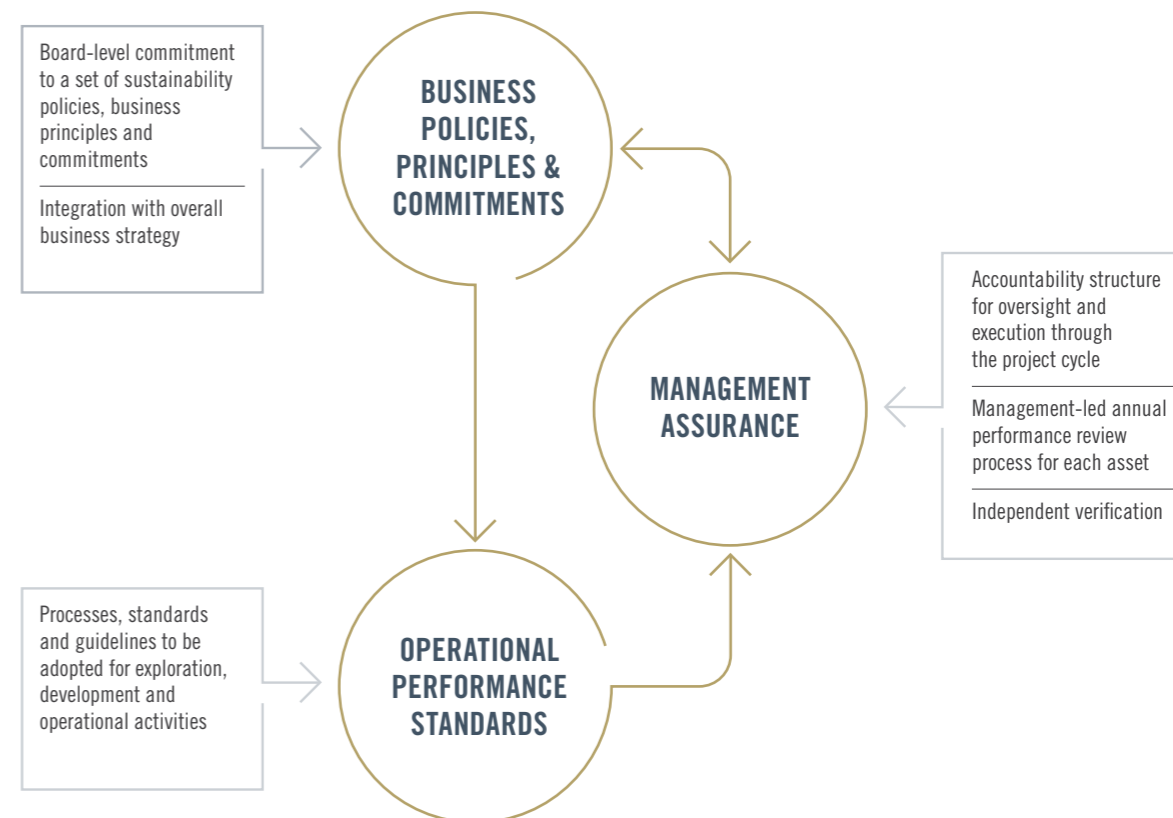 Board-level commitment
to a set of sustainability
policies, business
principles and
commitments
Integration with overall
business strategy
BUSINESS
POLICIES,
PRINCIPLES &
COMMITMENTS
MANAGEMENT
ASSURANCE
Accountability structure
for oversight and
execution through
the project cycle
Management-led annual
performance review
process for each asset
Independent verification
Processes, standards
and guidelines to be
adopted for exploration,
development and
operational activities
OPERATIONAL
PERFORMANCE
STANDARDS